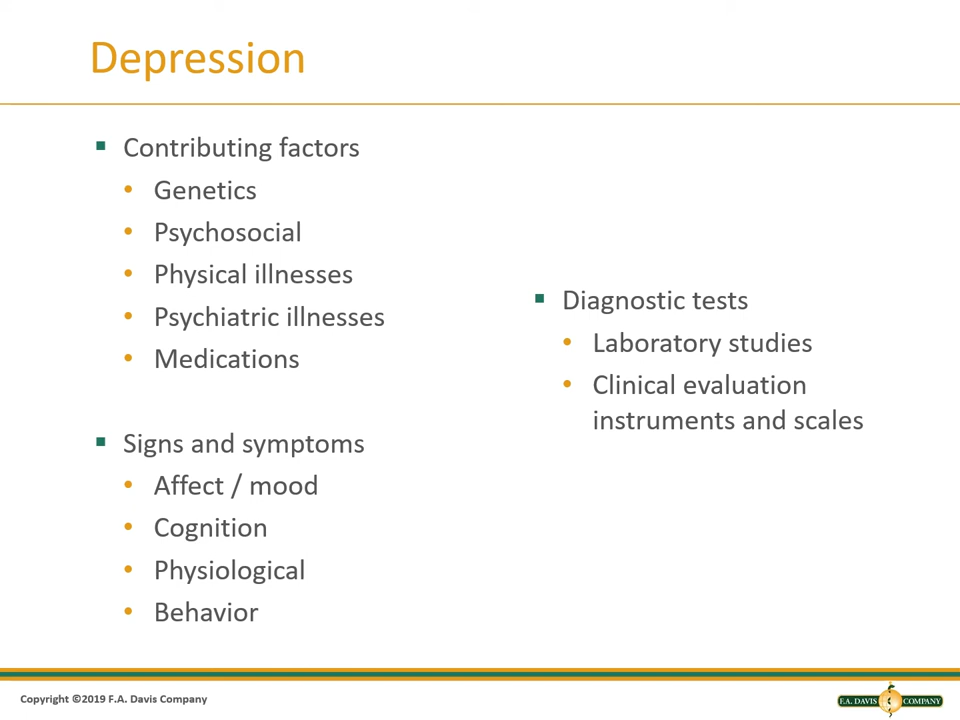 Depression
▪ Contributing factors
• Genetics
• Psychosocial
• Physical illnesses
• Psychiatric illnesses
• Medications
▪ Signs and symptoms
• Affect / mood
• Cognition
• Physiological
• Behavior
▪ Diagnostic tests
• Laboratory studies
• Clinical evaluation
instruments and scales
Copyright ©2019 F.A. Davis Company
F.A. DAVIS COMPANY